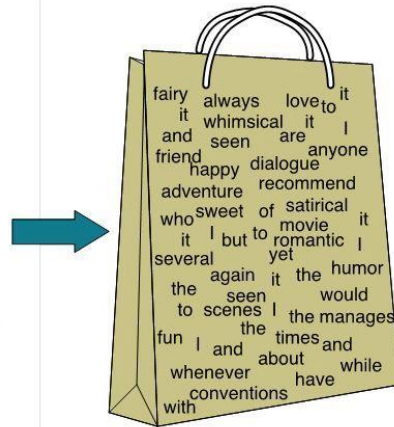 fairy always love to it
it whimsical it I
and seen are anyone
friend happy dialogue
adventure recommend
who sweet of satirical
it I but to movie it
romantic I
several yet
again it the humor
the seen would
to scenes I the manages
fun I and the times and
about while
whenever have
conventions
with